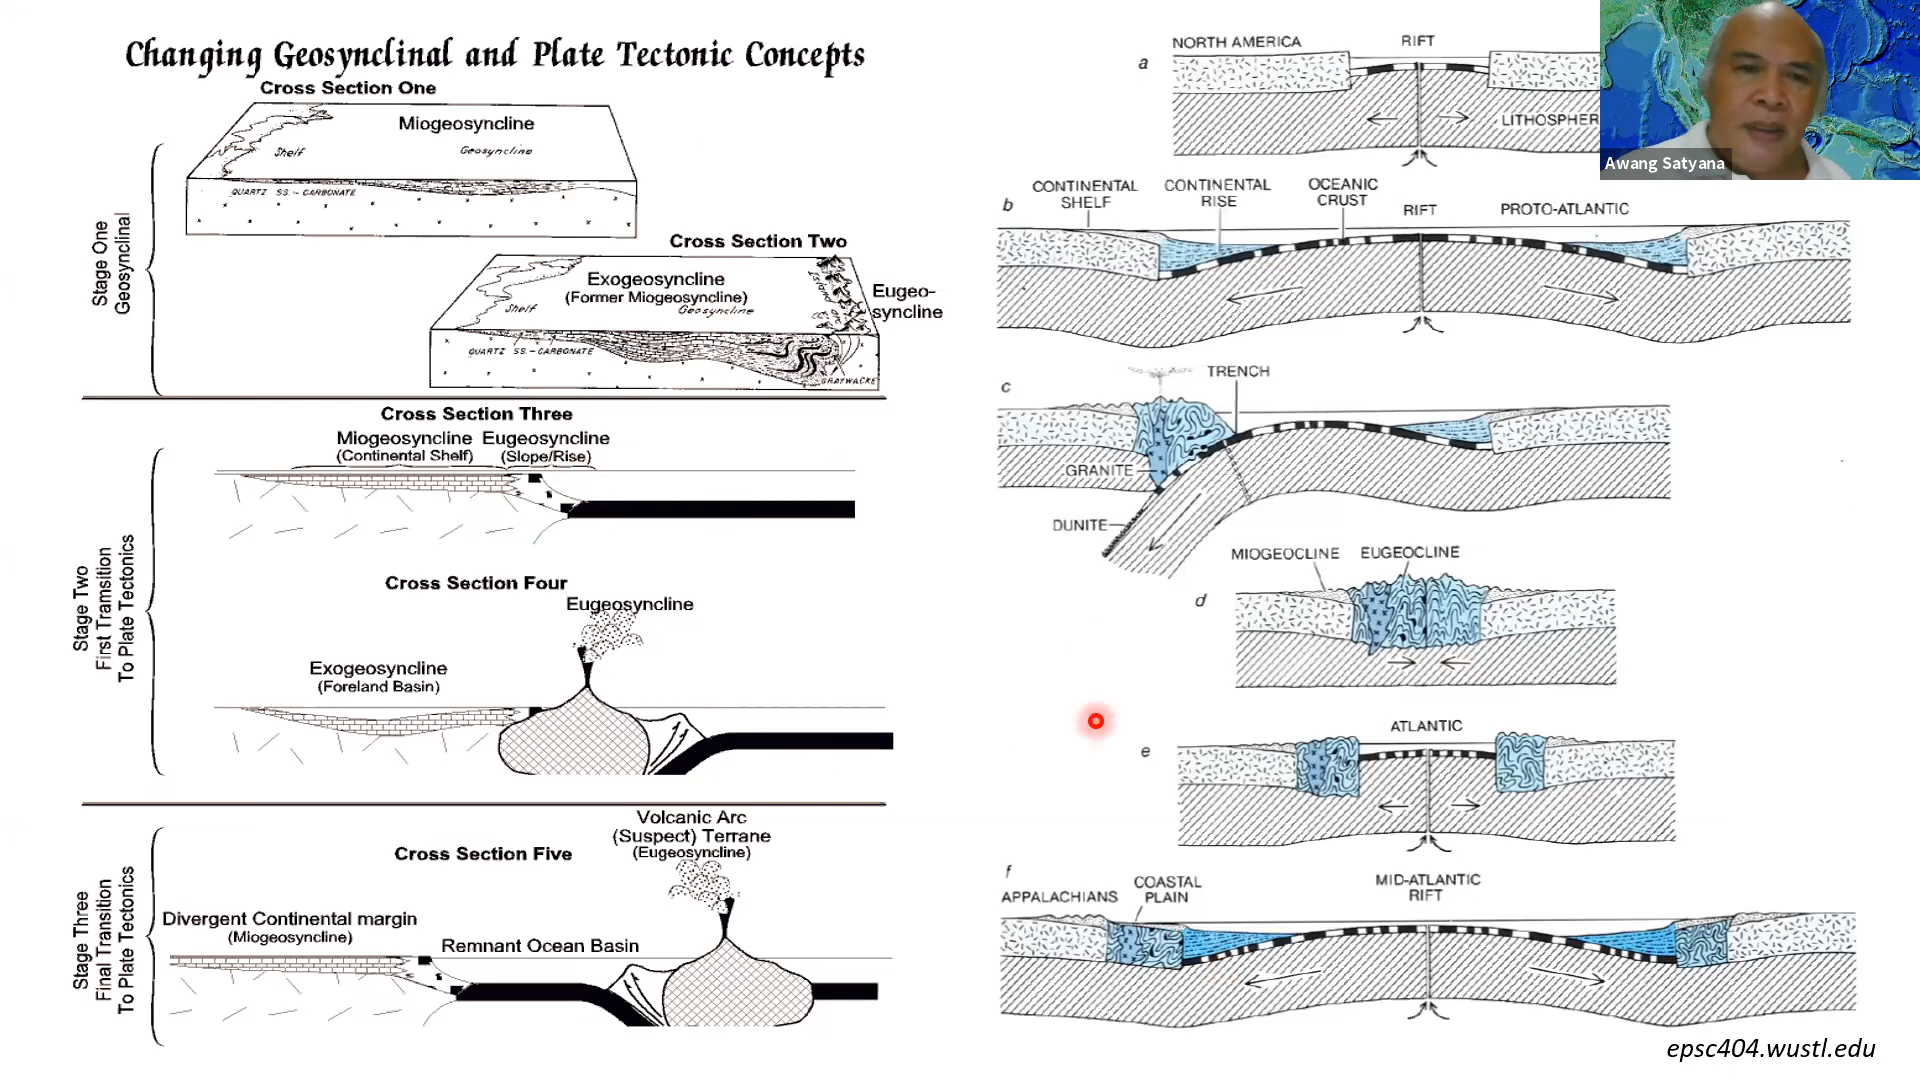 Changing Geosynclinal and Plate Tectonic Concepts
Cross Section One
Miogeosyncline
Shelf
Geosyncline
QUARTZ SS. - CARBONATE
Stage One
Geosynclinal
Cross Section Two
Exogeosyncline
(Former Miogeosyncline)
Shelf
Geosyncline
Island
Eugeo-
syncline
QUARTZ SS. - CARBONATE
GRAYWACKE
Cross Section Three
Miogeosyncline
(Continental Shelf)
Eugeosyncline
(Slope/Rise)
Stage Two
First Transition
To Plate Tectonics
Cross Section Four
Eugeosyncline
Exogeosyncline
(Foreland Basin)
Volcanic Arc
(Suspect) Terrane
(Eugeosyncline)
Cross Section Five
Stage Three
Final Transition
To Plate Tectonics
Divergent Continental margin
(Miogeosyncline)
Remnant Ocean Basin
a
NORTH AMERICA
RIFT
LITHOSPHER
Awang Satyana
b
CONTINENTAL
SHELF
CONTINENTAL
RISE
OCEANIC
CRUST
RIFT
PROTO-ATLANTIC
c
TRENCH
GRANITE
DUNITE
d
MIOGEOCLINE
EUGEOCLINE
e
ATLANTIC
f
APPALACHIANS
COASTAL
PLAIN
MID-ATLANTIC
RIFT
epsc404.wustl.edu